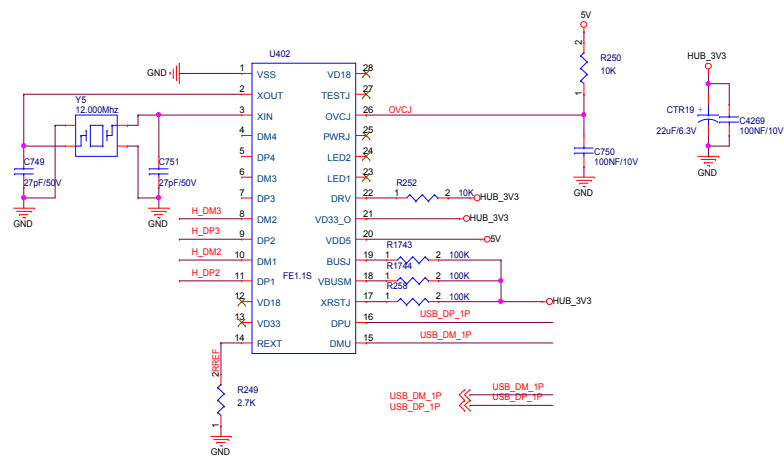 5V
U402
R250
10K
HUB_3V3
GND
1 VSS VD18 28
2 XOUT TESTJ 27
3 XIN OVCJ 26 OVCJ
4 DM4 PWRJ 25
5 DP4 LED2 24
6 DM3 LED1 23
7 DP3 DRV 22
H_DM3 8 DM2 VD33_O 21 HUB_3V3
H_DP3 9 DP2 VDD5 20 5V
H_DM2 10 DM1 BUSJ 19
H_DP2 11 DP1 FE1.1S VBUSM 18
12 VD18 XRSTJ 17
13 VD33 DPU 16 USB_DP_1P
14 REXT DMU 15 USB_DM_1P
Y5
12.000Mhz
C749
27pF/50V
C751
27pF/50V
GND
GND
2
1
C750
100NF/10V
GND
CTR19 +
22uF/6.3V
C4269
100NF/10V
GND
R252
1 2 10K HUB_3V3
R1743
1 2 100K
R1744
1 2 100K
R258
1 2 100K HUB_3V3
RREF
2
R249
2.7K
1
GND
USB_DM_1P USB_DM_1P
USB_DP_1P USB_DP_1P